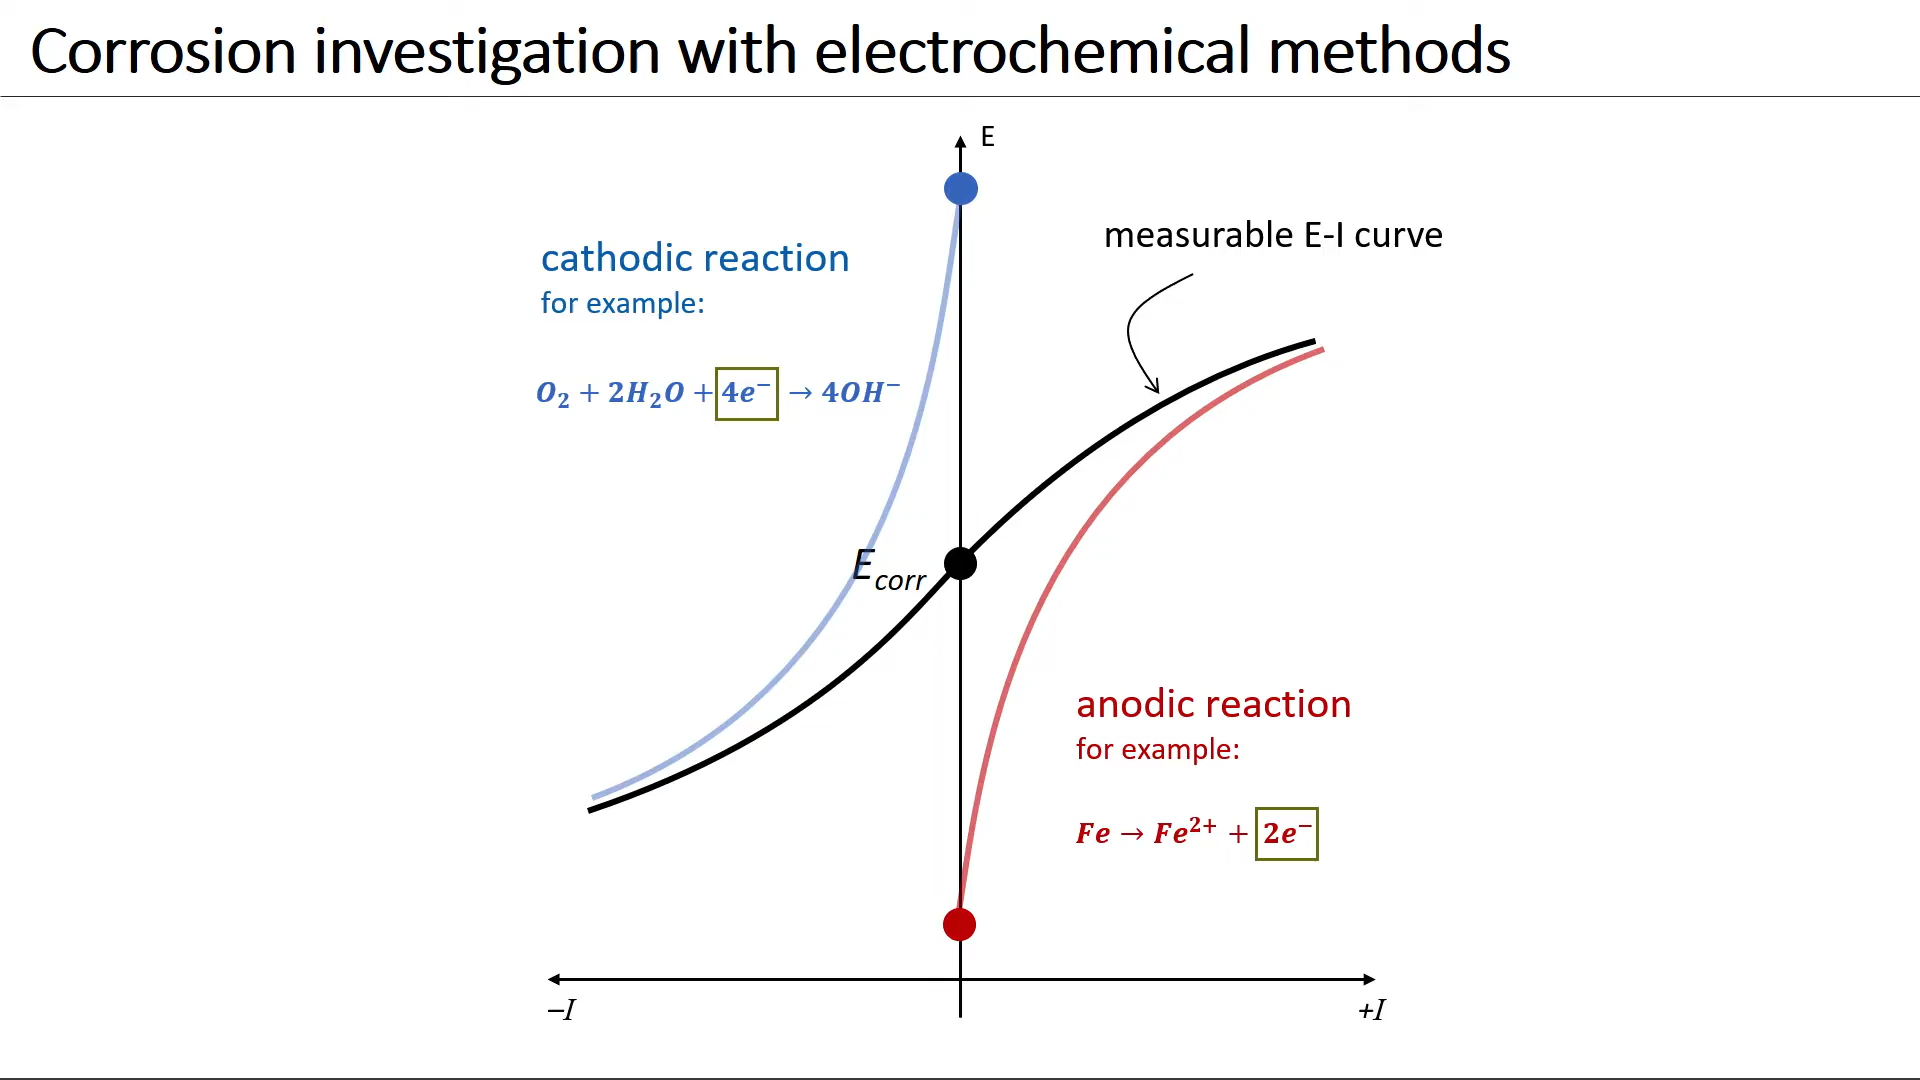 Corrosion investigation with electrochemical methods
E
measurable E-I curve
cathodic reaction
for example:
O₂ + 2H₂O + 4e⁻ → 4OH⁻
E_corr
anodic reaction
for example:
Fe → Fe²⁺ + 2e⁻
–I
+I